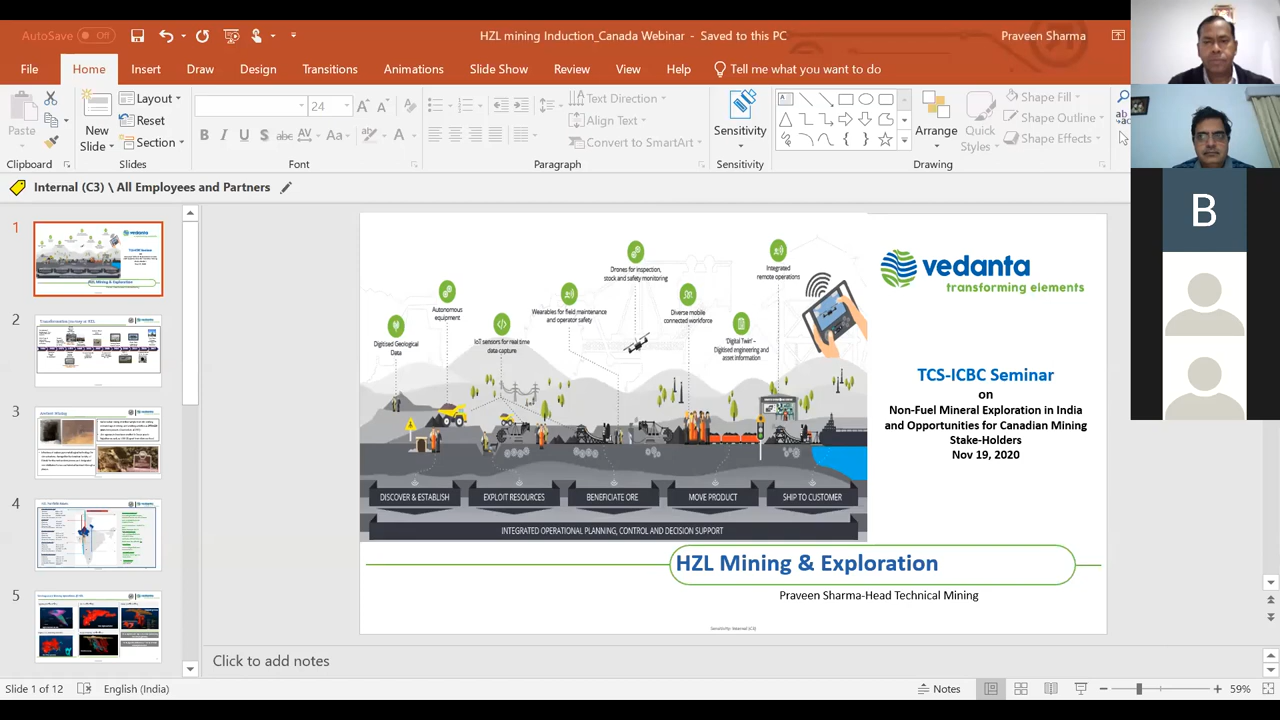 AutoSave Off
HZL mining Induction_Canada Webinar - Saved to this PC
Praveen Sharma
File Home Insert Draw Design Transitions Animations Slide Show Review View Help Tell me what you want to do
Paste
New
Slide
Layout
Reset
Section
24
Text Direction
Align Text
Convert to SmartArt
Sensitivity
Arrange
Quick
Styles
Shape Fill
Shape Outline
Shape Effects
Clipboard Slides Font Paragraph Sensitivity Drawing
Internal (C3) \ All Employees and Partners
B
1
2
3
4
5
Drones for inspection,
stock and safety monitoring
Integrated
remote operations
Autonomous
equipment
Wearables for field maintenance
and operator safety
Diverse mobile
connected workforce
Digitised Geological
Data
IoT sensors for real time
data capture
'Digital Twin' –
Digitised engineering and
asset information
DISCOVER & ESTABLISH
EXPLOIT RESOURCES
BENEFICIATE ORE
MOVE PRODUCT
SHIP TO CUSTOMER
INTEGRATED OPERATIONAL PLANNING, CONTROL AND DECISION SUPPORT
vedanta
transforming elements
TCS-ICBC Seminar
on
Non-Fuel Mineral Exploration in India
and Opportunities for Canadian Mining
Stake-Holders
Nov 19, 2020
HZL Mining & Exploration
Praveen Sharma-Head Technical Mining
Click to add notes
Slide 1 of 12
English (India)
Notes
59%